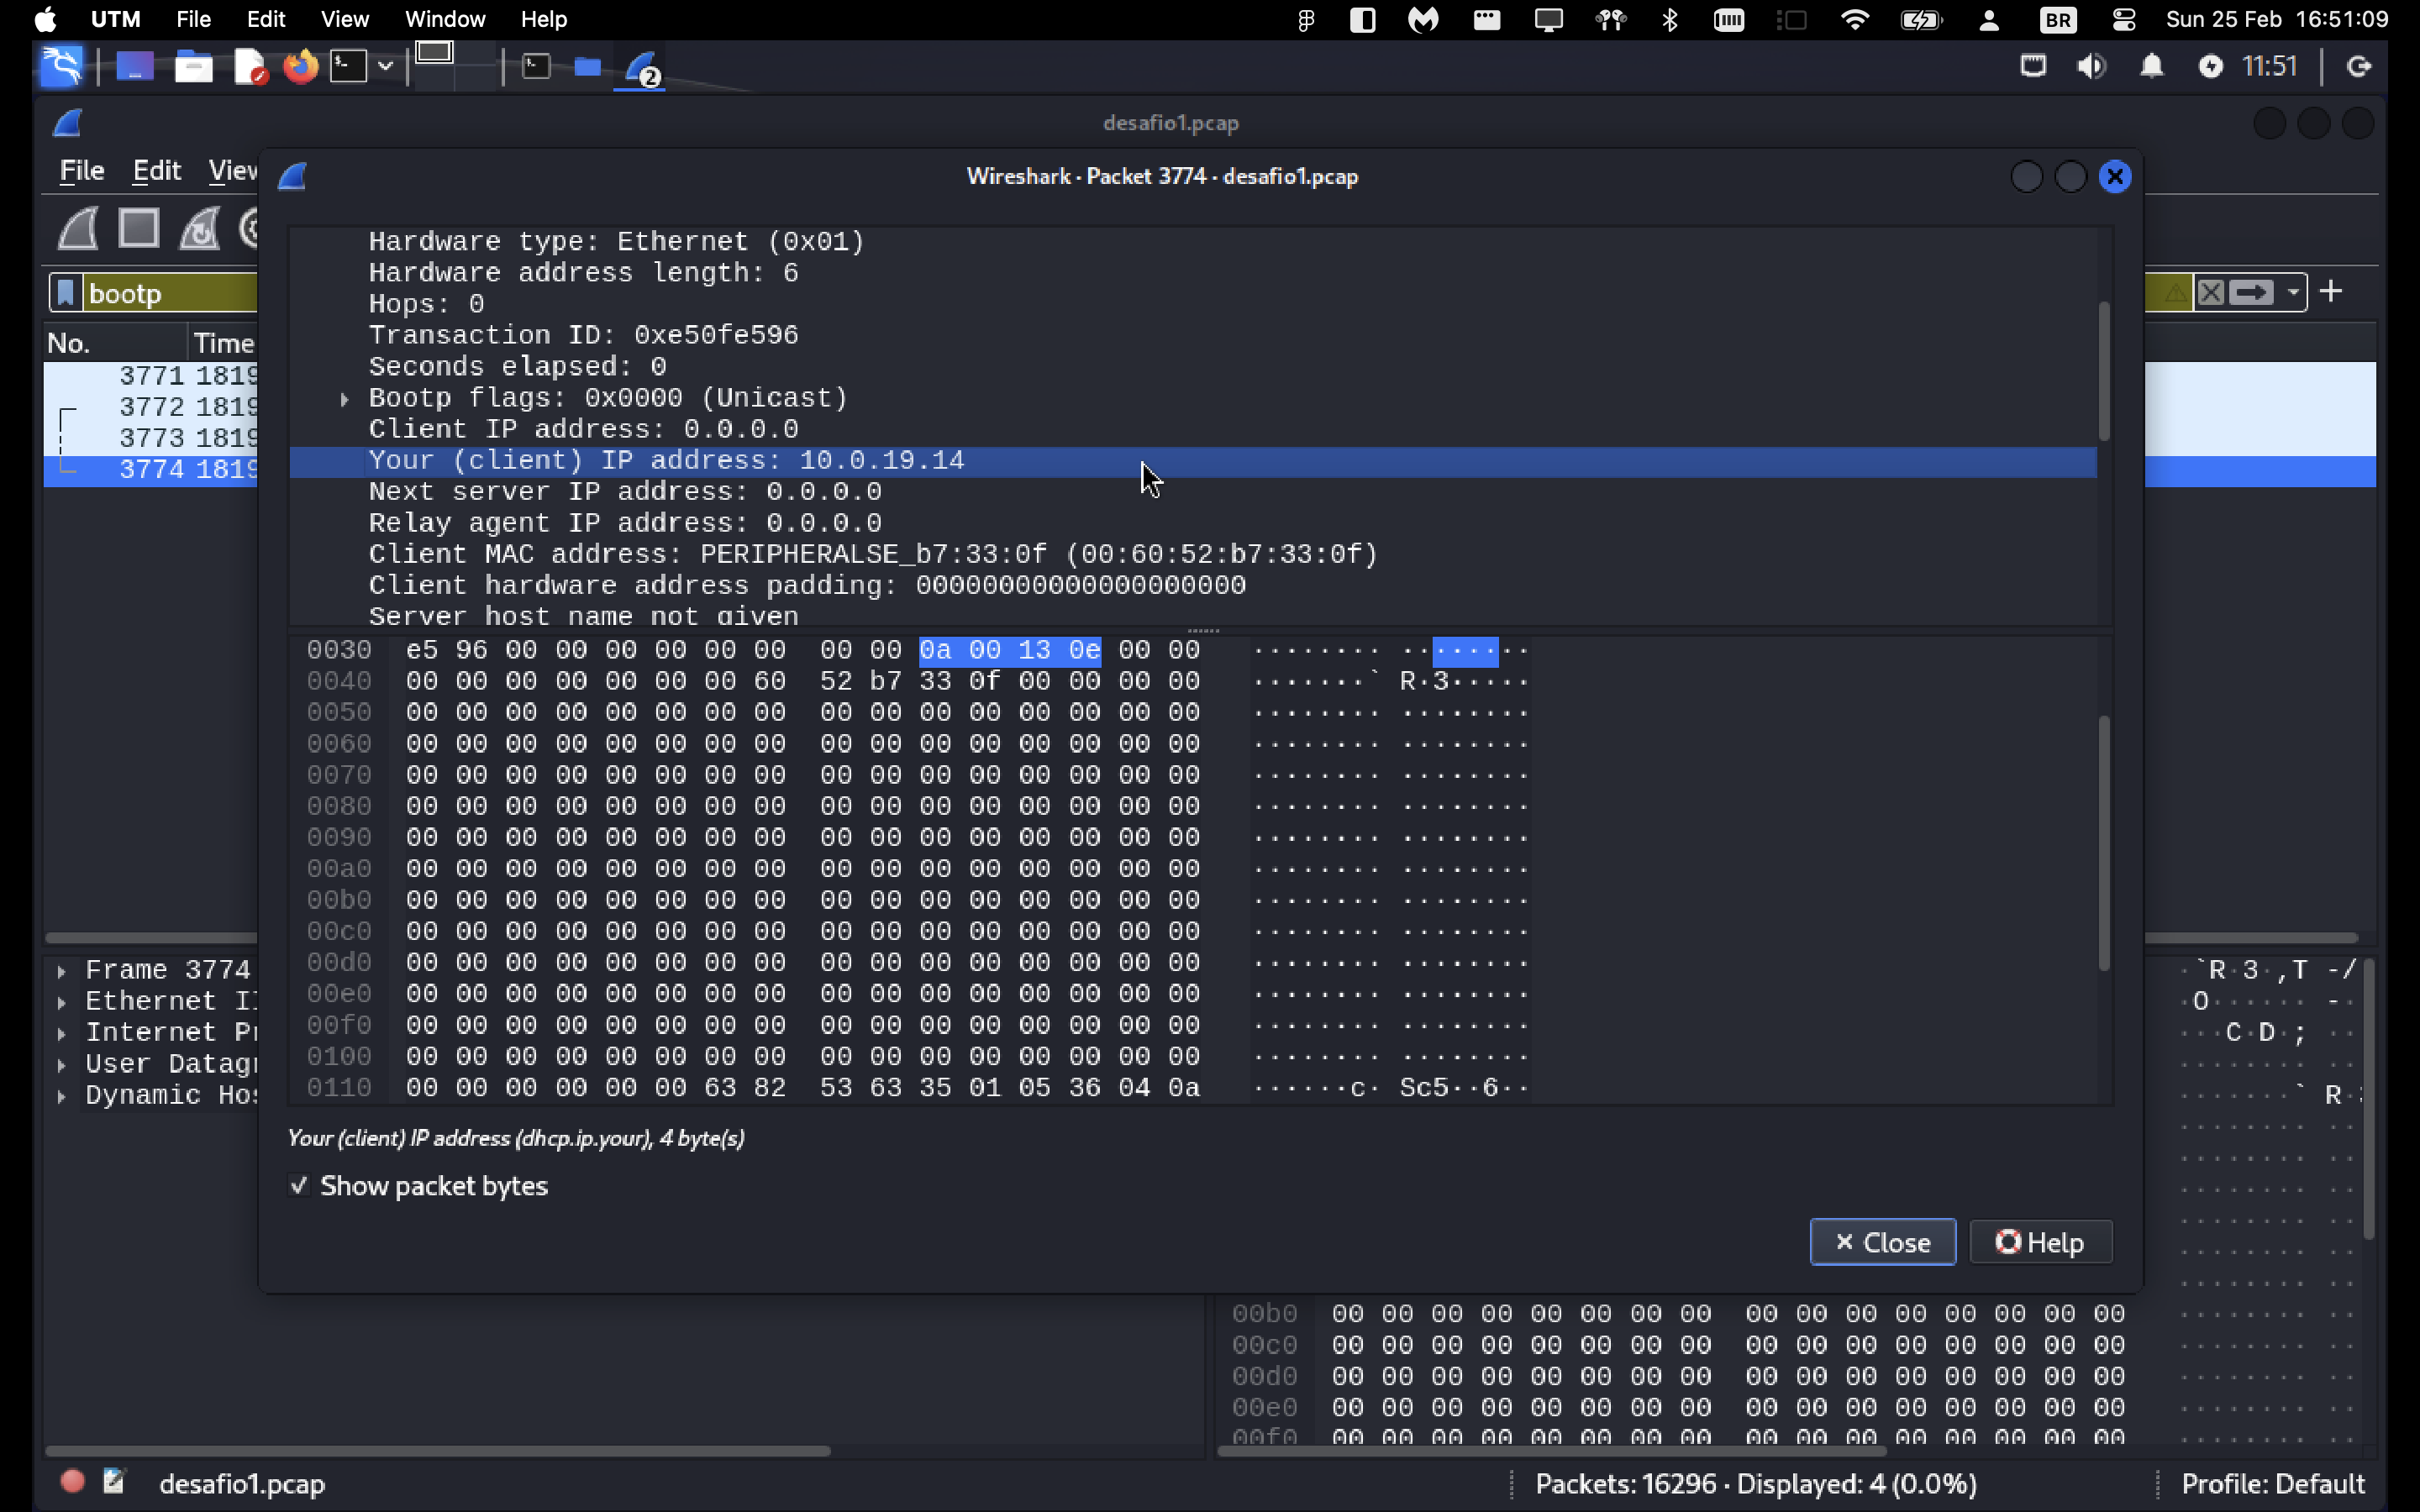 UTM File Edit View Window Help BR Sun 25 Feb 16:51:09
2 11:51
desafio1.pcap
File Edit View
Wireshark · Packet 3774 · desafio1.pcap
bootp
No. Time
3771 1819
3772 1819
3773 1819
3774 1819
Hardware type: Ethernet (0x01)
Hardware address length: 6
Hops: 0
Transaction ID: 0xe50fe596
Seconds elapsed: 0
Bootp flags: 0x0000 (Unicast)
Client IP address: 0.0.0.0
Your (client) IP address: 10.0.19.14
Next server IP address: 0.0.0.0
Relay agent IP address: 0.0.0.0
Client MAC address: PERIPHERALSE_b7:33:0f (00:60:52:b7:33:0f)
Client hardware address padding: 00000000000000000000
Server host name not given
0030 e5 96 00 00 00 00 00 00 00 00 0a 00 13 0e 00 00 ········ ········
0040 00 00 00 00 00 00 00 60 52 b7 33 0f 00 00 00 00 ·······` R·3·····
0050 00 00 00 00 00 00 00 00 00 00 00 00 00 00 00 00 ········ ········
0060 00 00 00 00 00 00 00 00 00 00 00 00 00 00 00 00 ········ ········
0070 00 00 00 00 00 00 00 00 00 00 00 00 00 00 00 00 ········ ········
0080 00 00 00 00 00 00 00 00 00 00 00 00 00 00 00 00 ········ ········
0090 00 00 00 00 00 00 00 00 00 00 00 00 00 00 00 00 ········ ········
00a0 00 00 00 00 00 00 00 00 00 00 00 00 00 00 00 00 ········ ········
00b0 00 00 00 00 00 00 00 00 00 00 00 00 00 00 00 00 ········ ········
00c0 00 00 00 00 00 00 00 00 00 00 00 00 00 00 00 00 ········ ········
00d0 00 00 00 00 00 00 00 00 00 00 00 00 00 00 00 00 ········ ········
00e0 00 00 00 00 00 00 00 00 00 00 00 00 00 00 00 00 ········ ········
00f0 00 00 00 00 00 00 00 00 00 00 00 00 00 00 00 00 ········ ········
0100 00 00 00 00 00 00 00 00 00 00 00 00 00 00 00 00 ········ ········
0110 00 00 00 00 00 00 63 82 53 63 35 01 05 36 04 0a ······c· Sc5··6··
Your (client) IP address (dhcp.ip.your), 4 byte(s)
Show packet bytes
Close Help
Frame 3774
Ethernet II
Internet Pr
User Datagr
Dynamic Hos
·`R·3·,T -/
·O······ -·
···C·D·; ··
·······` R·
00b0 00 00 00 00 00 00 00 00 00 00 00 00 00 00 00 00
00c0 00 00 00 00 00 00 00 00 00 00 00 00 00 00 00 00
00d0 00 00 00 00 00 00 00 00 00 00 00 00 00 00 00 00
00e0 00 00 00 00 00 00 00 00 00 00 00 00 00 00 00 00
00f0 00 00 00 00 00 00 00 00 00 00 00 00 00 00 00 00
desafio1.pcap Packets: 16296 · Displayed: 4 (0.0%) Profile: Default